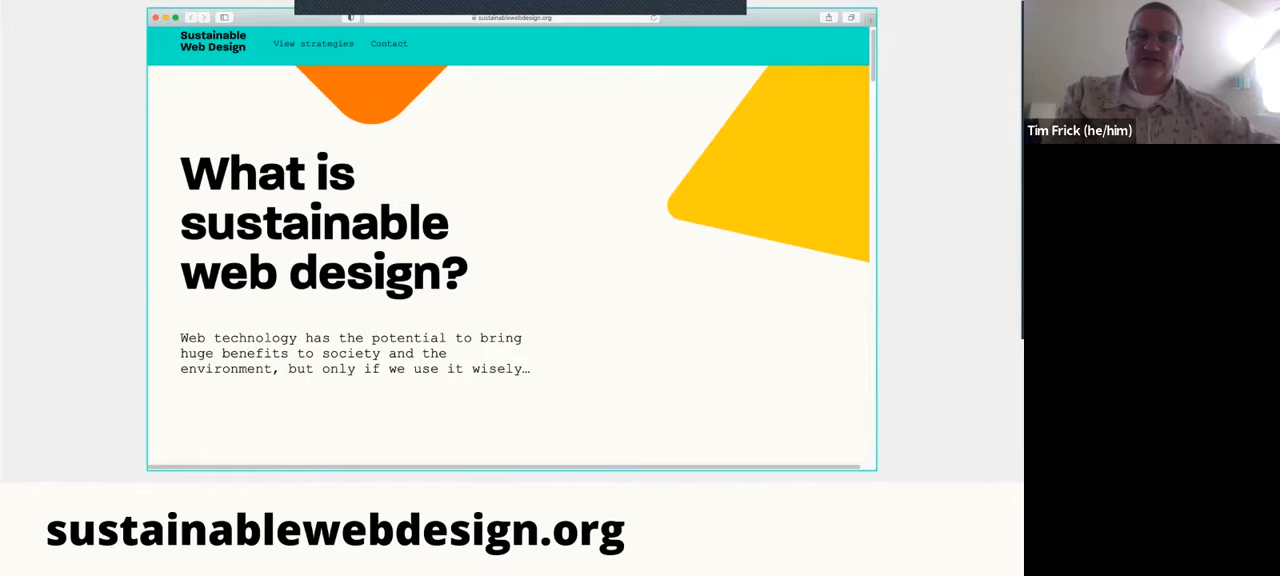 sustainablewebdesign.org
Sustainable
Web Design
View strategies
Contact
What is
sustainable
web design?
Web technology has the potential to bring
huge benefits to society and the
environment, but only if we use it wisely…
sustainablewebdesign.org
Tim Frick (he/him)